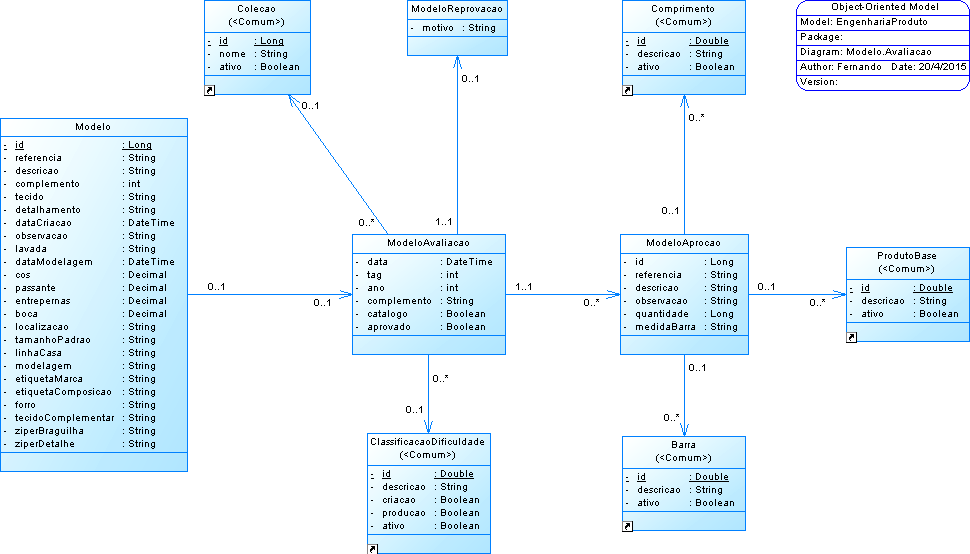 Colecao
(<Comum>)
- id : Long
- nome : String
- ativo : Boolean
ModeloReprovacao
- motivo : String
Comprimento
(<Comum>)
- id : Double
- descricao : String
- ativo : Boolean
Object-Oriented Model
Model: EngenhariaProduto
Package:
Diagram: Modelo.Avaliacao
Author: Fernando Date: 20/4/2015
Version:
0..1
0..1
0..*
Modelo
- id : Long
- referencia : String
- descricao : String
- complemento : int
- tecido : String
- detalhamento : String
- dataCriacao : DateTime
- observacao : String
- lavada : String
- dataModelagem : DateTime
- cos : Decimal
- passante : Decimal
- entrepernas : Decimal
- boca : Decimal
- localizacao : String
- tamanhoPadrao : String
- linhaCasa : String
- modelagem : String
- etiquetaMarca : String
- etiquetaComposicao : String
- forro : String
- tecidoComplementar : String
- ziperBraguilha : String
- ziperDetalhe : String
0..*
1..1
0..1
ModeloAvaliacao
- data : DateTime
- tag : int
- ano : int
- complemento : String
- catalogo : Boolean
- aprovado : Boolean
ModeloAprocao
- id : Long
- referencia : String
- descricao : String
- observacao : String
- quantidade : Long
- medidaBarra : String
ProdutoBase
(<Comum>)
- id : Double
- descricao : String
- ativo : Boolean
0..1
0..1
1..1
0..*
0..1
0..*
0..*
0..1
0..1
0..*
ClassificacaoDificuldade
(<Comum>)
- id : Double
- descricao : String
- criacao : Boolean
- producao : Boolean
- ativo : Boolean
Barra
(<Comum>)
- id : Double
- descricao : String
- ativo : Boolean